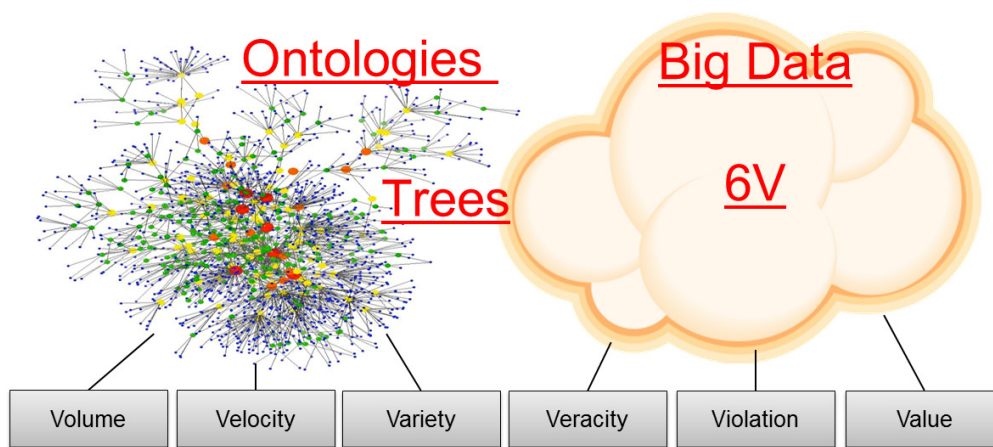 Ontologies
Big Data
Trees
6V
Volume
Velocity
Variety
Veracity
Violation
Value